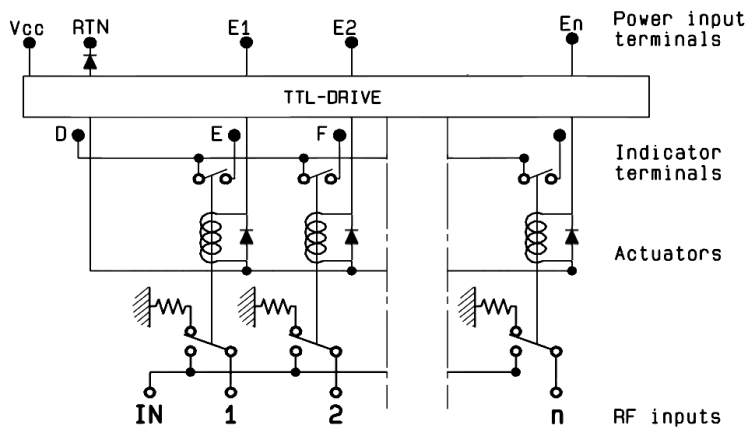 Vcc RTN E1 E2 En Power input
terminals
TTL-DRIVE
D E F Indicator
terminals
Actuators
IN 1 2 n RF inputs